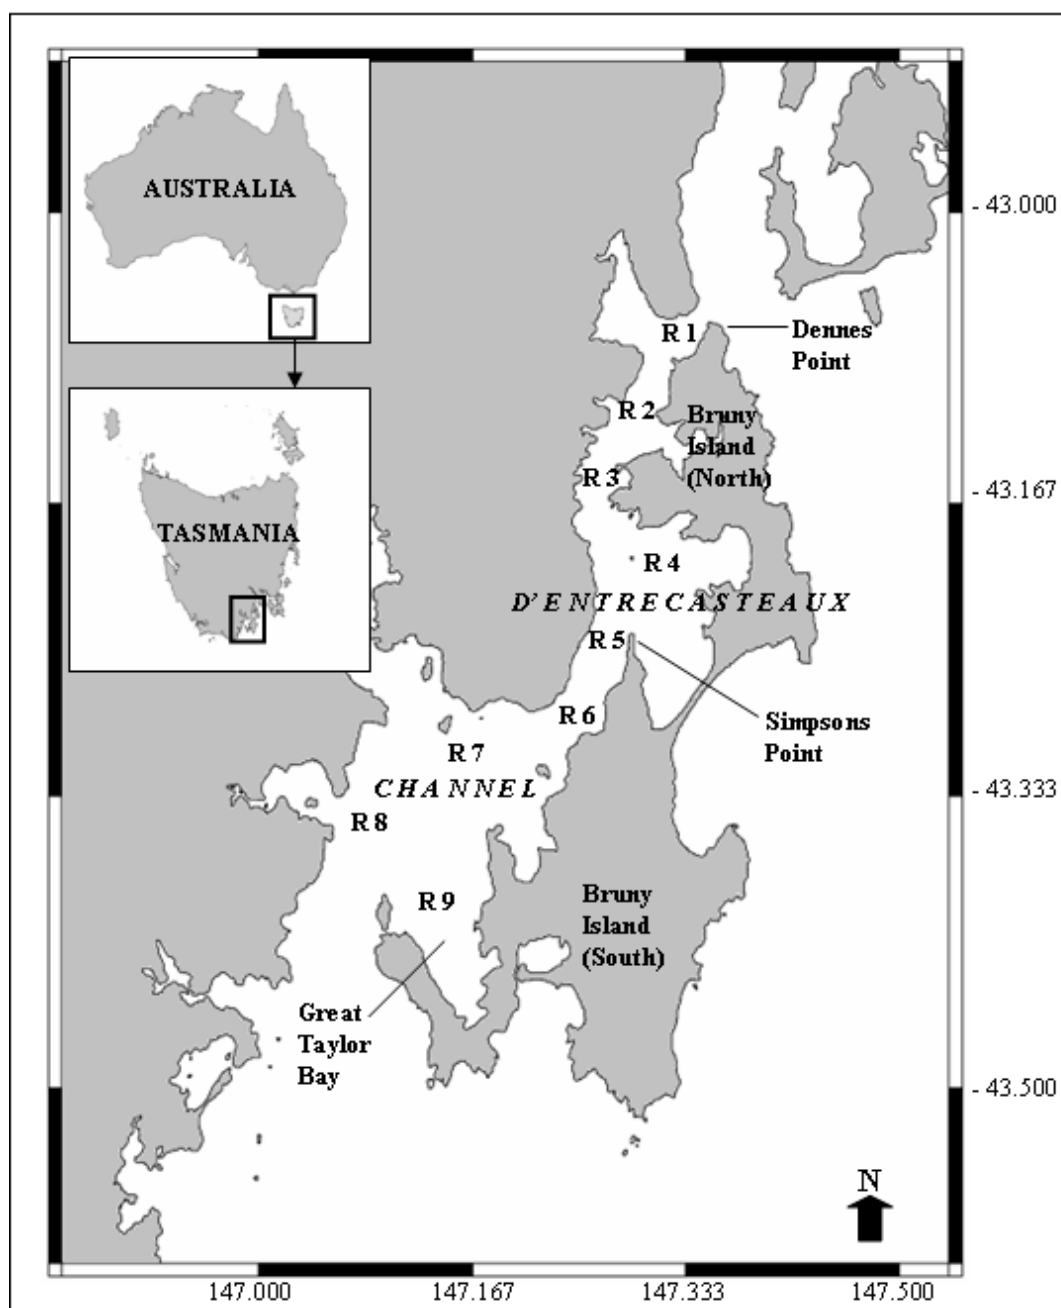 AUSTRALIA
TASMANIA
- 43.000
R 1
Dennes
Point
R 2
Bruny
Island
(North)
R 3
- 43.167
R 4
D'ENTRECASTEAUX
R 5
R 6
Simpsons
Point
R 7
CHANNEL
- 43.333
R 8
R 9
Bruny
Island
(South)
Great
Taylor
Bay
- 43.500
N
147.000
147.167
147.333
147.500